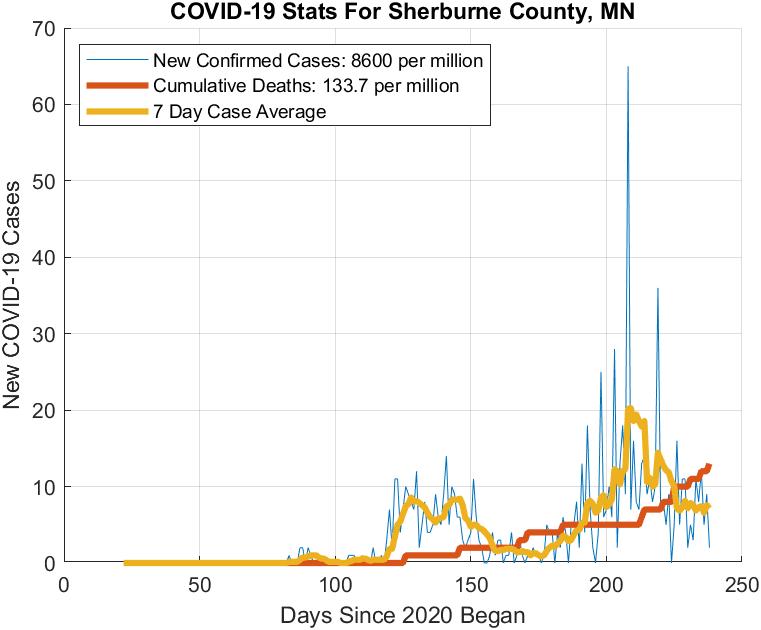 COVID-19 Stats For Sherburne County, MN
New Confirmed Cases: 8600 per million
Cumulative Deaths: 133.7 per million
7 Day Case Average
New COVID-19 Cases
70
60
50
40
30
20
10
0
0 50 100 150 200 250
Days Since 2020 Began